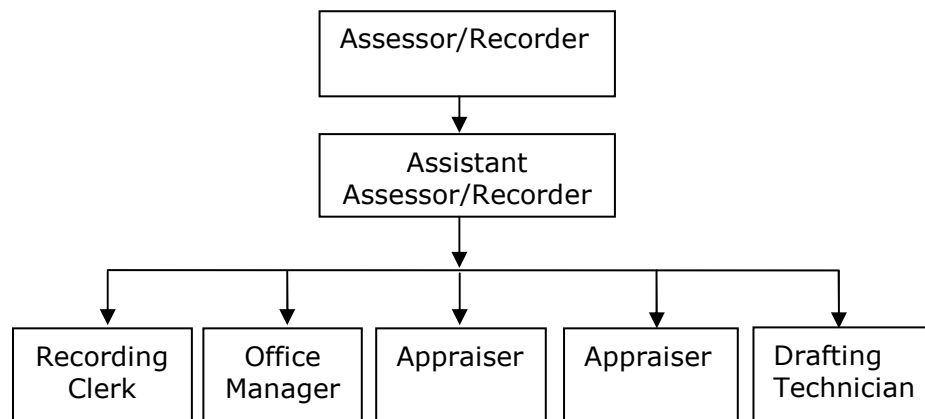 Assessor/Recorder
Assistant
Assessor/Recorder
Recording
Clerk
Office
Manager
Appraiser
Appraiser
Drafting
Technician